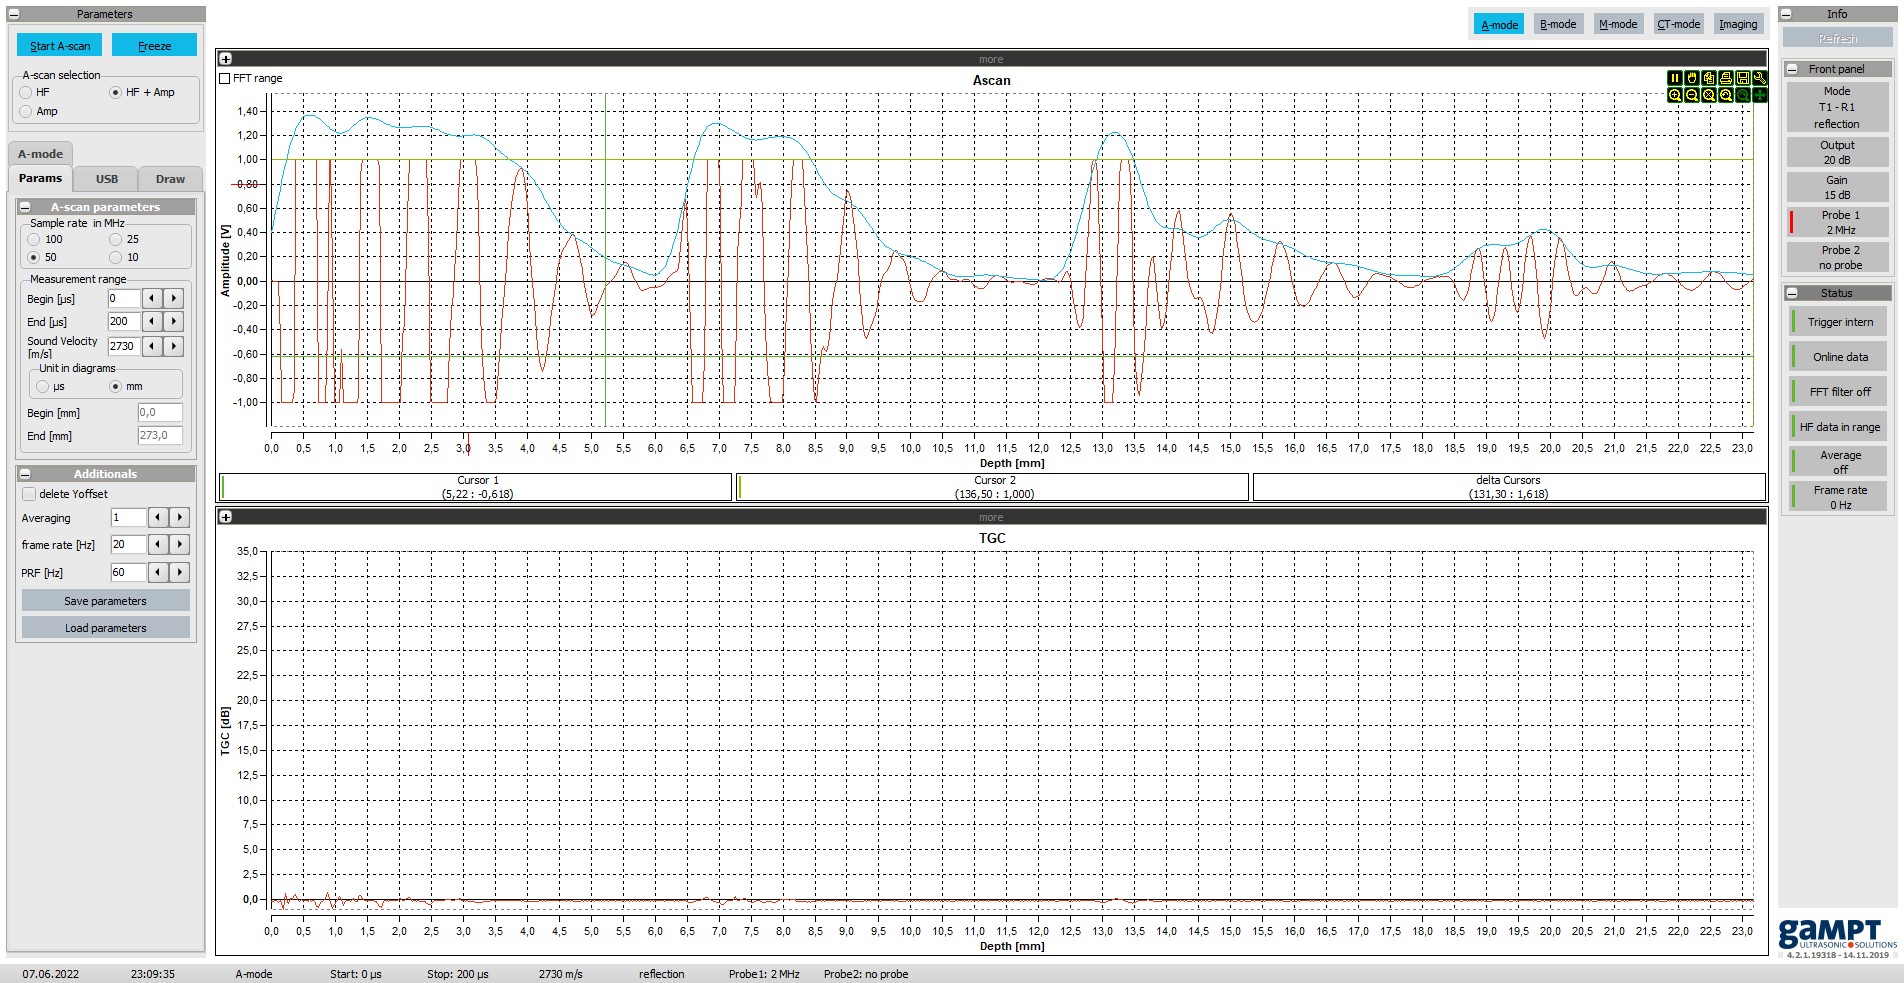 Parameters
Start A-scan
Freeze
A-scan selection
HF
HF + Amp
Amp
A-mode
Params
USB
Draw
A-scan parameters
Sample rate in MHz
100
25
50
10
Measurement range
Begin [µs]
0
End [µs]
200
Sound Velocity
[m/s]
2730
Unit in diagrams
µs
mm
Begin [mm]
0,0
End [mm]
273,0
Additionals
delete Yoffset
Averaging
1
frame rate [Hz]
20
PRF [Hz]
60
Save parameters
Load parameters
A-mode
B-mode
M-mode
CT-mode
Imaging
more
FFT range
Ascan
Amplitude [V]
1,40
1,20
1,00
0,80
0,60
0,40
0,20
0,00
-0,20
-0,40
-0,60
-0,80
-1,00
0,0 0,5 1,0 1,5 2,0 2,5 3,0 3,5 4,0 4,5 5,0 5,5 6,0 6,5 7,0 7,5 8,0 8,5 9,0 9,5 10,0 10,5 11,0 11,5 12,0 12,5 13,0 13,5 14,0 14,5 15,0 15,5 16,0 16,5 17,0 17,5 18,0 18,5 19,0 19,5 20,0 20,5 21,0 21,5 22,0 22,5 23,0
Depth [mm]
Cursor 1
(5,22 : -0,618)
Cursor 2
(136,50 : 1,000)
delta Cursors
(131,30 : 1,618)
more
TGC
TGC [dB]
35,0
32,5
30,0
27,5
25,0
22,5
20,0
17,5
15,0
12,5
10,0
7,5
5,0
2,5
0,0
0,0 0,5 1,0 1,5 2,0 2,5 3,0 3,5 4,0 4,5 5,0 5,5 6,0 6,5 7,0 7,5 8,0 8,5 9,0 9,5 10,0 10,5 11,0 11,5 12,0 12,5 13,0 13,5 14,0 14,5 15,0 15,5 16,0 16,5 17,0 17,5 18,0 18,5 19,0 19,5 20,0 20,5 21,0 21,5 22,0 22,5 23,0
Depth [mm]
Info
Refresh
Front panel
Mode
T1 - R1
reflection
Output
20 dB
Gain
15 dB
Probe 1
2 MHz
Probe 2
no probe
Status
Trigger intern
Online data
FFT filter off
HF data in range
Average
off
Frame rate
0 Hz
gaMPT
ULTRASONIC SOLUTIONS
4.2.1.19318 - 14.11.2019
07.06.2022 23:09:35 A-mode Start: 0 µs Stop: 200 µs 2730 m/s reflection Probe1: 2 MHz Probe2: no probe